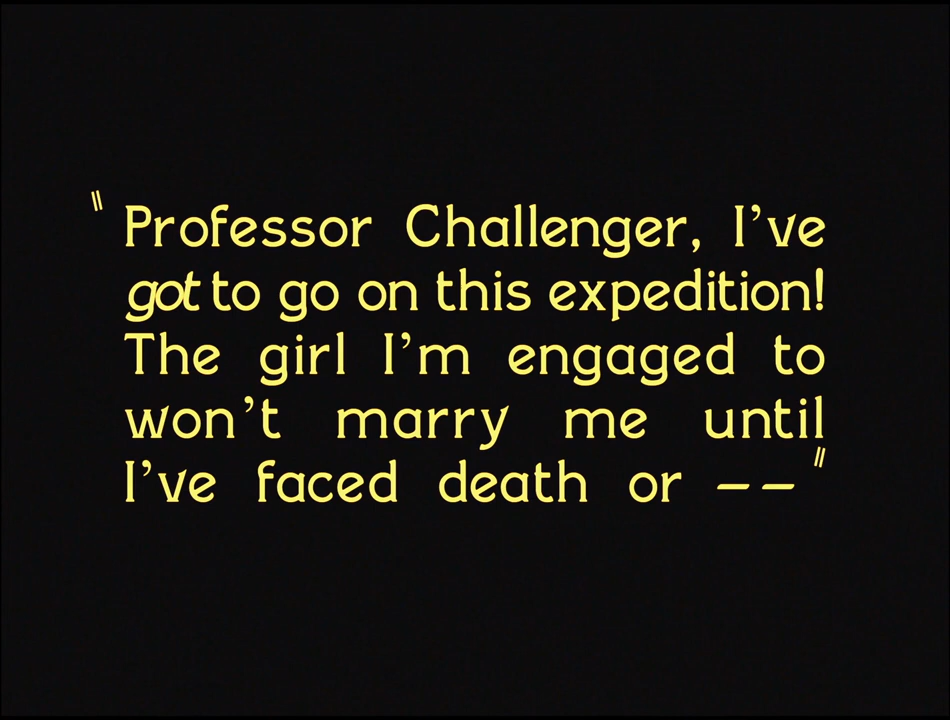 "Professor Challenger, I've
got to go on this expedition!
The girl I'm engaged to
won't marry me until
I've faced death or — —"